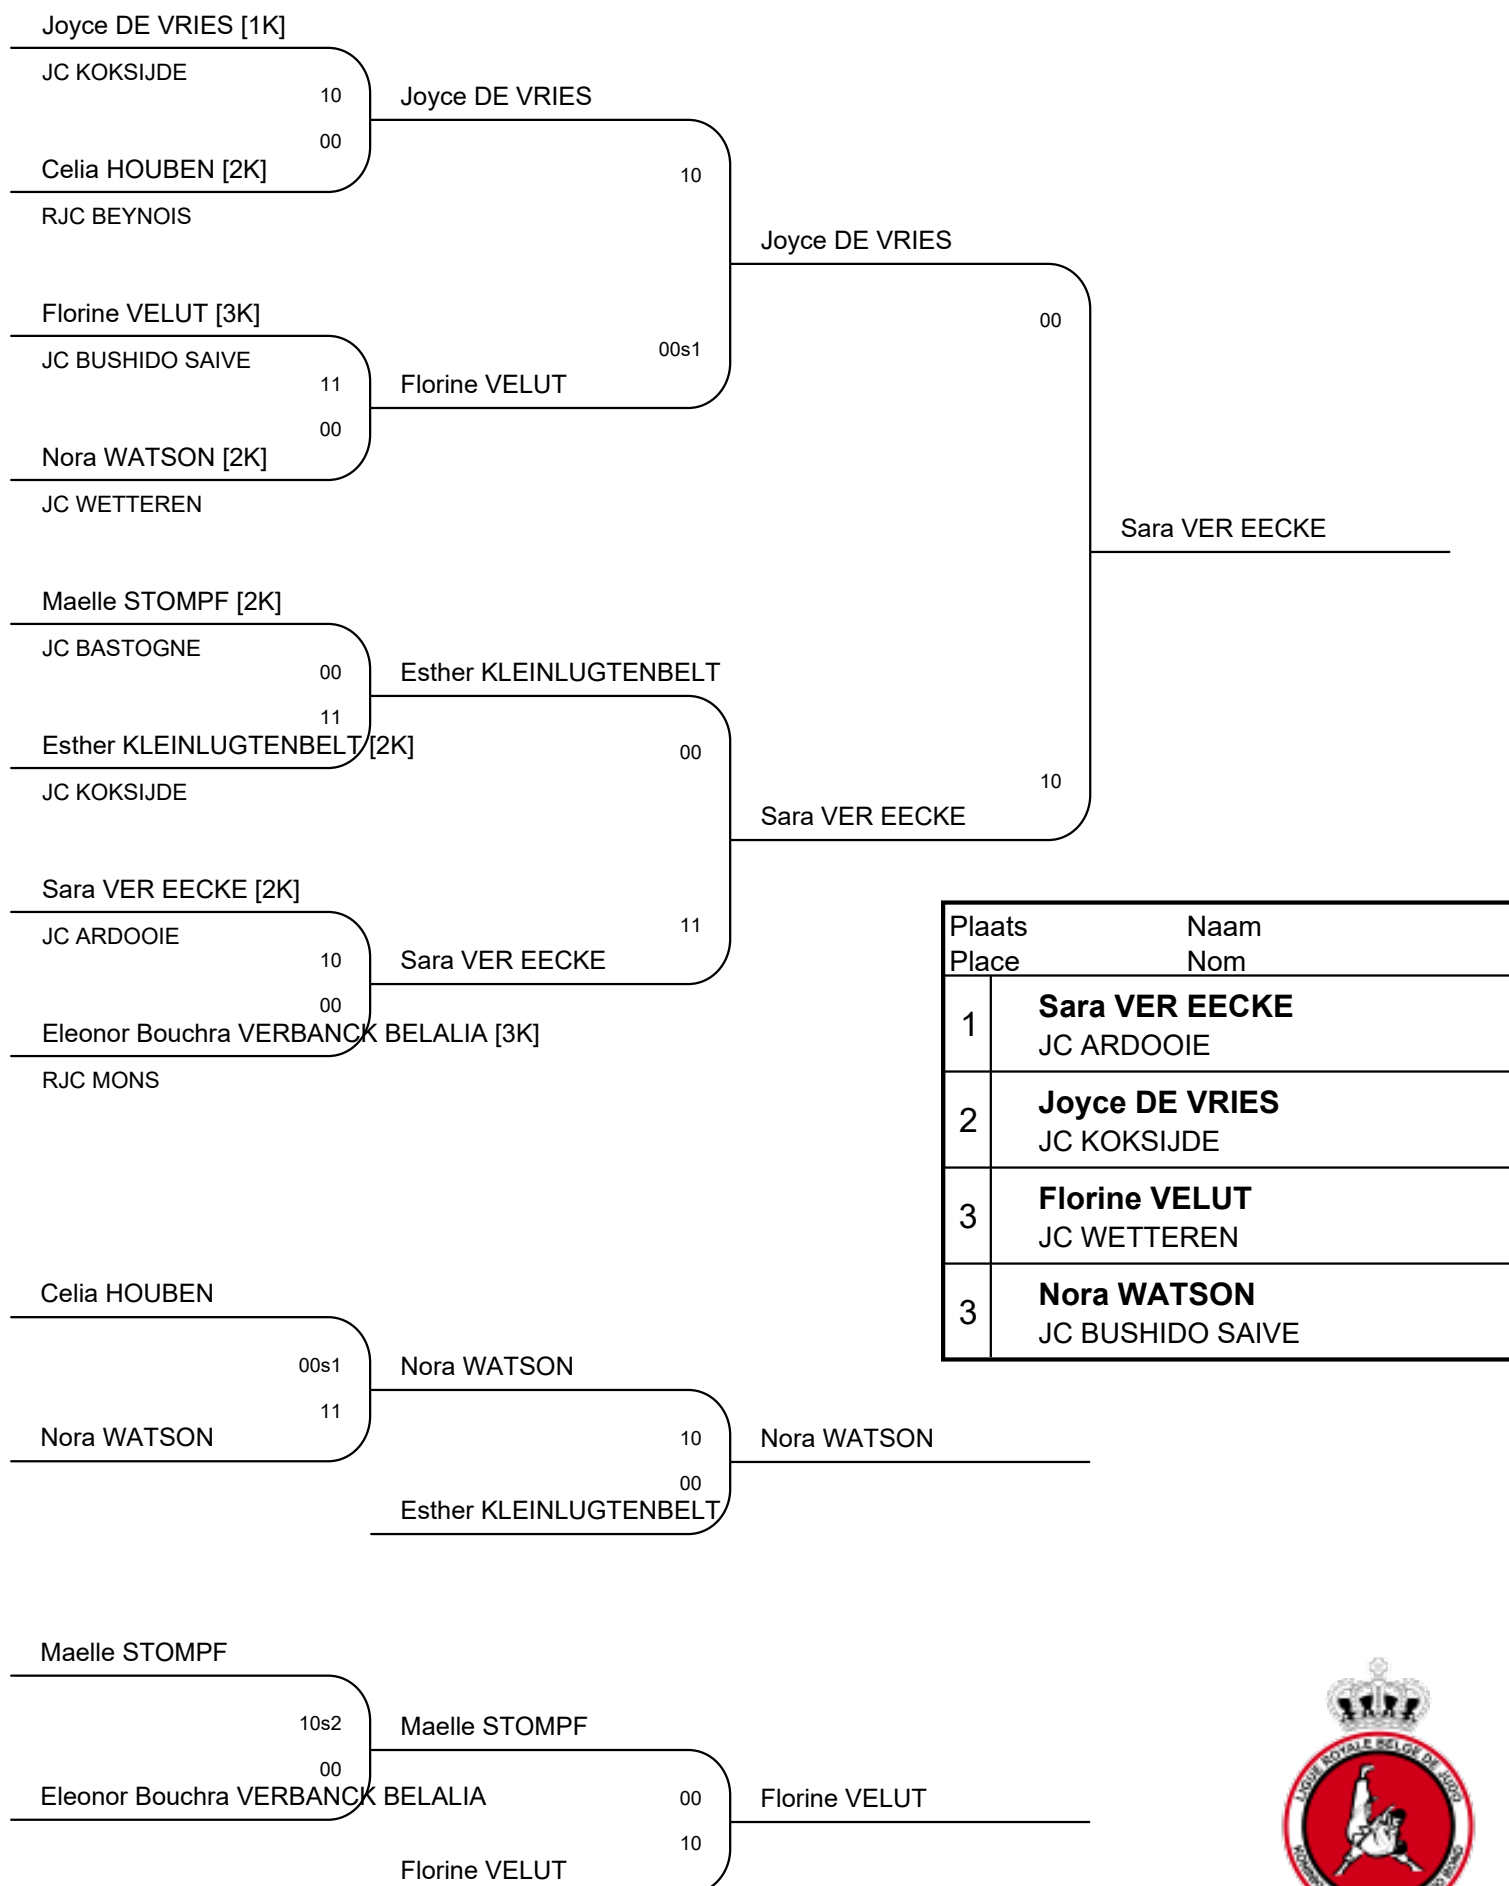 Joyce DE VRIES [1K]
JC KOKSIJDE
10
00
Celia HOUBEN [2K]
RJC BEYNOIS
Joyce DE VRIES
10
00s1
Florine VELUT [3K]
JC BUSHIDO SAIVE
11
00
Nora WATSON [2K]
JC WETTEREN
Florine VELUT
Joyce DE VRIES
00
10
Sara VER EECKE
Maelle STOMPF [2K]
JC BASTOGNE
00
11
Esther KLEINLUGTENBELT [2K]
JC KOKSIJDE
Esther KLEINLUGTENBELT
00
11
Sara VER EECKE
Sara VER EECKE [2K]
JC ARDOOIE
10
00
Eleonor Bouchra VERBANCK BELALIA [3K]
RJC MONS
Sara VER EECKE
Plaats Naam
Place Nom
1 Sara VER EECKE
JC ARDOOIE
2 Joyce DE VRIES
JC KOKSIJDE
3 Florine VELUT
JC WETTEREN
3 Nora WATSON
JC BUSHIDO SAIVE
Celia HOUBEN
00s1
11
Nora WATSON
Nora WATSON
10
00
Esther KLEINLUGTENBELT
Nora WATSON
Maelle STOMPF
10s2
00
Eleonor Bouchra VERBANCK BELALIA
Maelle STOMPF
00
10
Florine VELUT
Florine VELUT
LIGUE ROYALE BELGE DE JUDO